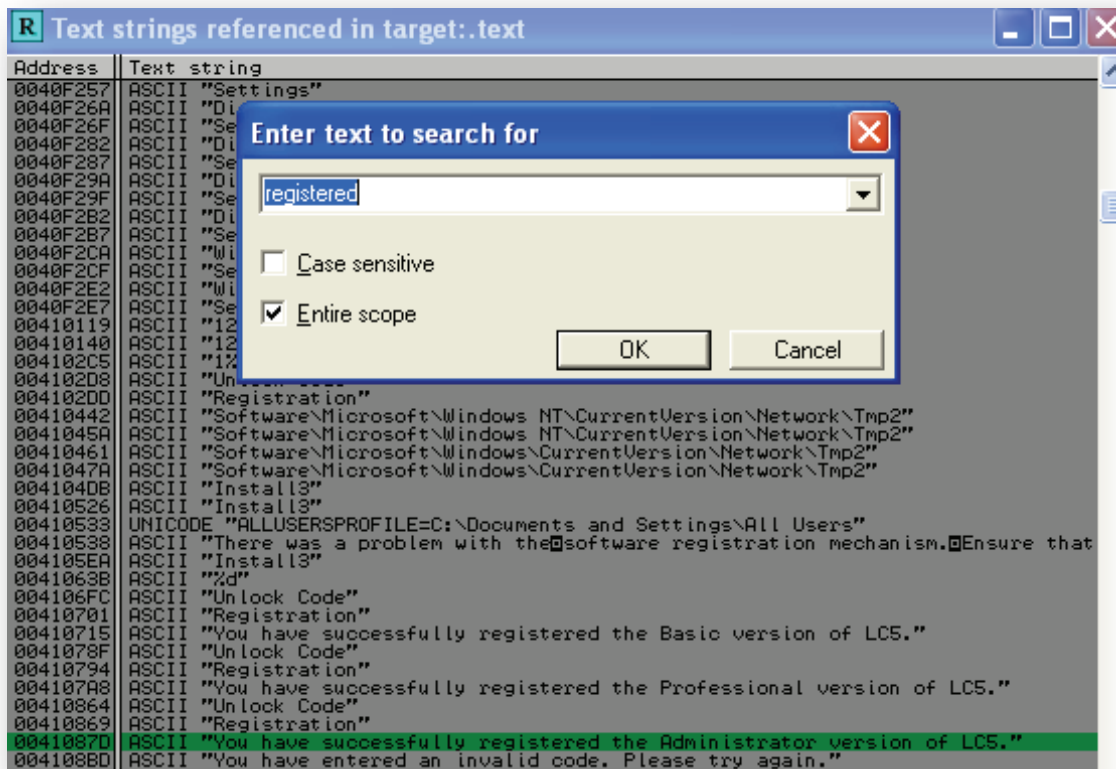 R Text strings referenced in target:.text
Address Text string
0040F257 ASCII "Settings"
0040F26A ASCII "Di
0040F26F ASCII "Se
0040F282 ASCII "Di
0040F287 ASCII "Se
0040F29A ASCII "Di
0040F29F ASCII "Se
0040F2B2 ASCII "Di
0040F2B7 ASCII "Se
0040F2CA ASCII "Wi
0040F2CF ASCII "Se
0040F2E2 ASCII "Wi
0040F2E7 ASCII "Se
00410119 ASCII "12
00410140 ASCII "12
004102C5 ASCII "1%
004102D8 ASCII "Unlock Code"
004102DD ASCII "Registration"
00410442 ASCII "Software\Microsoft\Windows NT\CurrentVersion\Network\Tmp2"
0041045A ASCII "Software\Microsoft\Windows NT\CurrentVersion\Network\Tmp2"
00410461 ASCII "Software\Microsoft\Windows\CurrentVersion\Network\Tmp2"
0041047A ASCII "Software\Microsoft\Windows\CurrentVersion\Network\Tmp2"
004104DB ASCII "Install3"
00410526 ASCII "Install3"
00410533 UNICODE "ALLUSERSPROFILE=C:\Documents and Settings\All Users"
00410538 ASCII "There was a problem with the◙software registration mechanism.◙Ensure that
004105EA ASCII "Install3"
0041063B ASCII "%d"
004106FC ASCII "Unlock Code"
00410701 ASCII "Registration"
00410715 ASCII "You have successfully registered the Basic version of LC5."
0041078F ASCII "Unlock Code"
00410794 ASCII "Registration"
004107A8 ASCII "You have successfully registered the Professional version of LC5."
00410864 ASCII "Unlock Code"
00410869 ASCII "Registration"
0041087D ASCII "You have successfully registered the Administrator version of LC5."
004108BD ASCII "You have entered an invalid code. Please try again."
Enter text to search for
registered
Case sensitive
Entire scope
OK Cancel